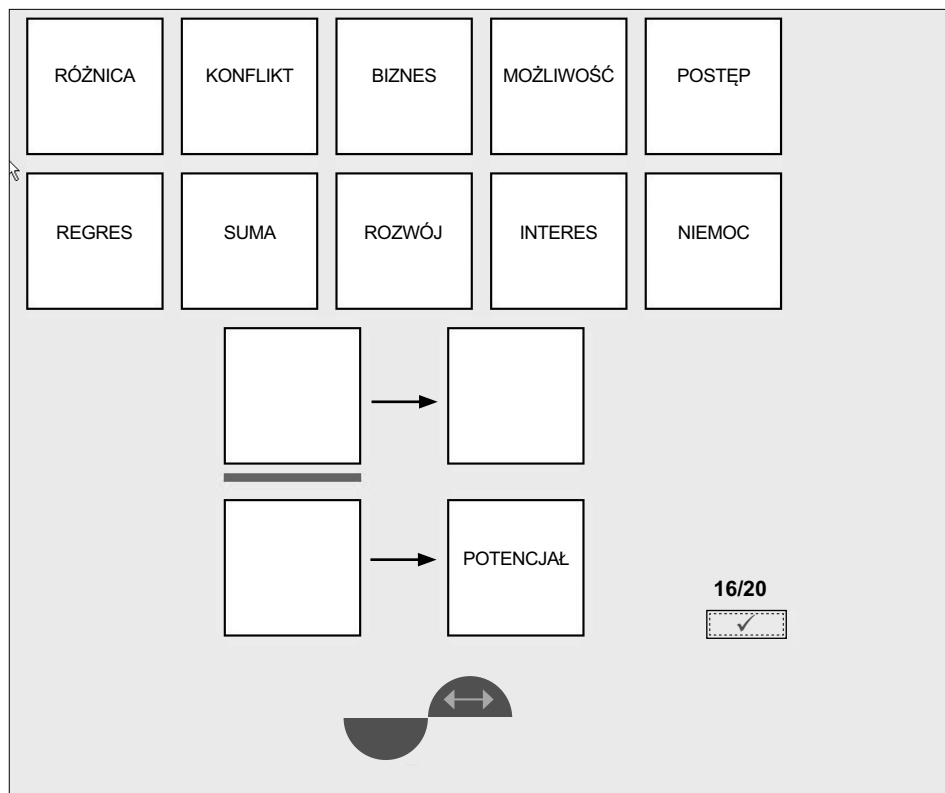 RÓŻNICA
KONFLIKT
BIZNES
MOŻLIWOŚĆ
POSTĘP
REGRES
SUMA
ROZWÓJ
INTERES
NIEMOC
POTENCJAŁ
16/20